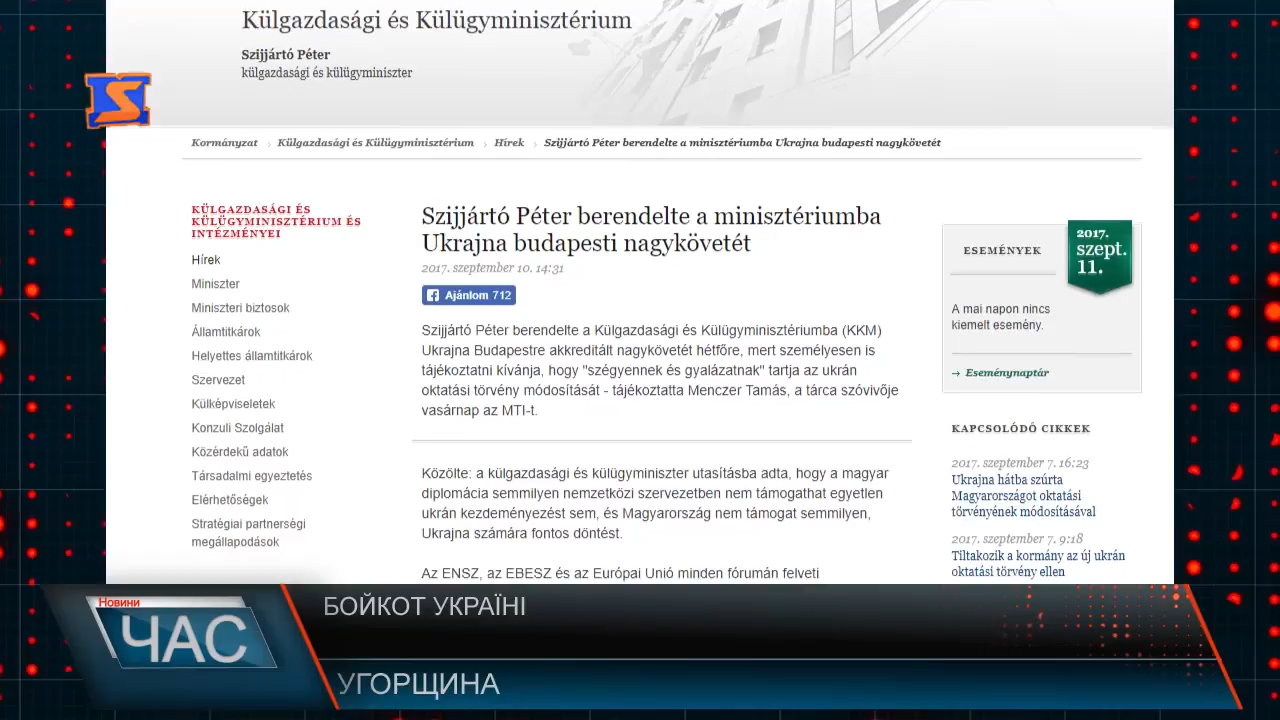 Külgazdasági és Külügyminisztérium
Szijjártó Péter
külgazdasági és külügyminiszter
Kormányzat › Külgazdasági és Külügyminisztérium › Hírek › Szijjártó Péter berendelte a minisztériumba Ukrajna budapesti nagykövetét
KÜLGAZDASÁGI ÉS
KÜLÜGYMINISZTÉRIUM ÉS
INTÉZMÉNYEI
Hírek
Miniszter
Miniszteri biztosok
Államtitkárok
Helyettes államtitkárok
Szervezet
Külképviseletek
Konzuli Szolgálat
Közérdekű adatok
Társadalmi egyeztetés
Elérhetőségek
Stratégiai partnerségi
megállapodások
Szijjártó Péter berendelte a minisztériumba
Ukrajna budapesti nagykövetét
2017. szeptember 10. 14:31
Ajánlom 712
Szijjártó Péter berendelte a Külgazdasági és Külügyminisztériumba (KKM)
Ukrajna Budapestre akkreditált nagykövetét hétfőre, mert személyesen is
tájékoztatni kívánja, hogy "szégyennek és gyalázatnak" tartja az ukrán
oktatási törvény módosítását - tájékoztatta Menczer Tamás, a tárca szóvivője
vasárnap az MTI-t.
Közölte: a külgazdasági és külügyminiszter utasításba adta, hogy a magyar
diplomácia semmilyen nemzetközi szervezetben nem támogathat egyetlen
ukrán kezdeményezést sem, és Magyarország nem támogat semmilyen,
Ukrajna számára fontos döntést.
Az ENSZ, az EBESZ és az Európai Unió minden fórumán felveti
ESEMÉNYEK
2017.
szept.
11.
A mai napon nincs
kiemelt esemény.
→ Eseménynaptár
KAPCSOLÓDÓ CIKKEK
2017. szeptember 7. 16:23
Ukrajna hátba szúrta
Magyarországot oktatási
törvényének módosításával
2017. szeptember 7. 9:18
Tiltakozik a kormány az új ukrán
oktatási törvény ellen
Новини
ЧАС
БОЙКОТ УКРАЇНІ
УГОРЩИНА